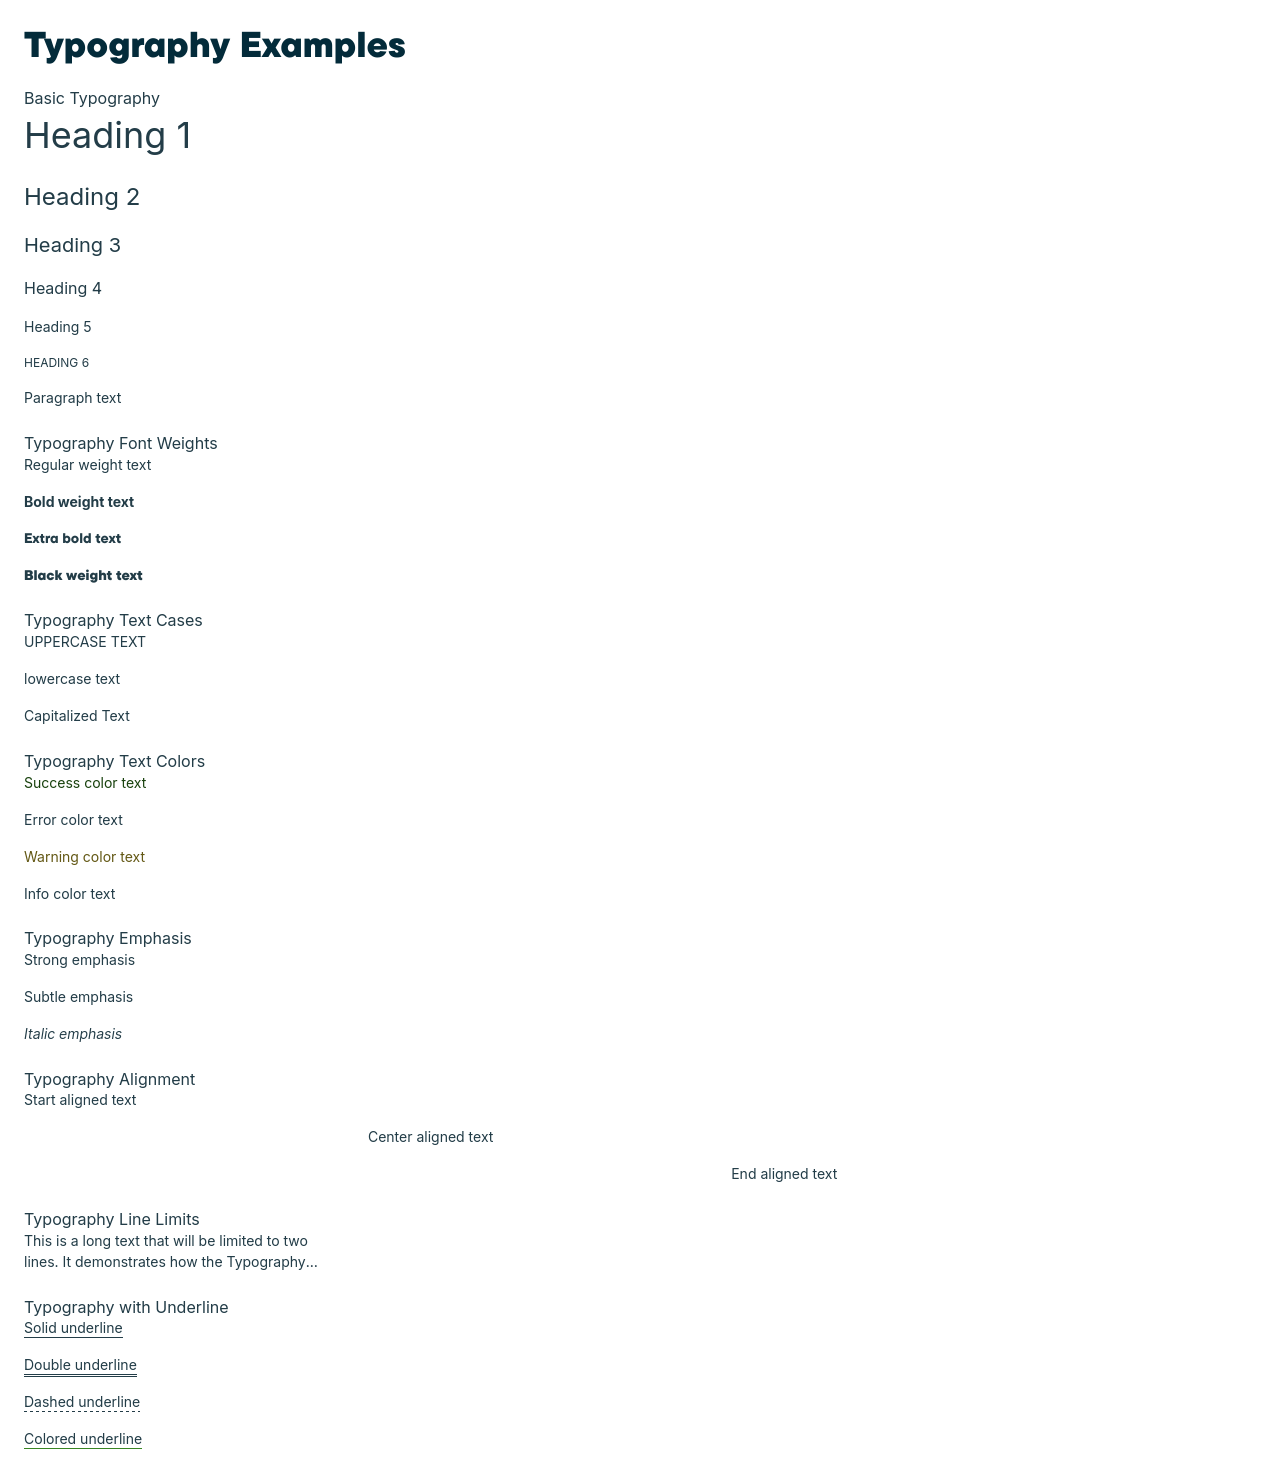 Typography Examples
Basic Typography
Heading 1
Heading 2
Heading 3
Heading 4
Heading 5
HEADING 6
Paragraph text
Typography Font Weights
Regular weight text
Bold weight text
Extra bold text
Black weight text
Typography Text Cases
UPPERCASE TEXT
lowercase text
Capitalized Text
Typography Text Colors
Success color text
Error color text
Warning color text
Info color text
Typography Emphasis
Strong emphasis
Subtle emphasis
Italic emphasis
Typography Alignment
Start aligned text
Center aligned text
End aligned text
Typography Line Limits
This is a long text that will be limited to two
lines. It demonstrates how the Typography...
Typography with Underline
Solid underline
Double underline
Dashed underline
Colored underline